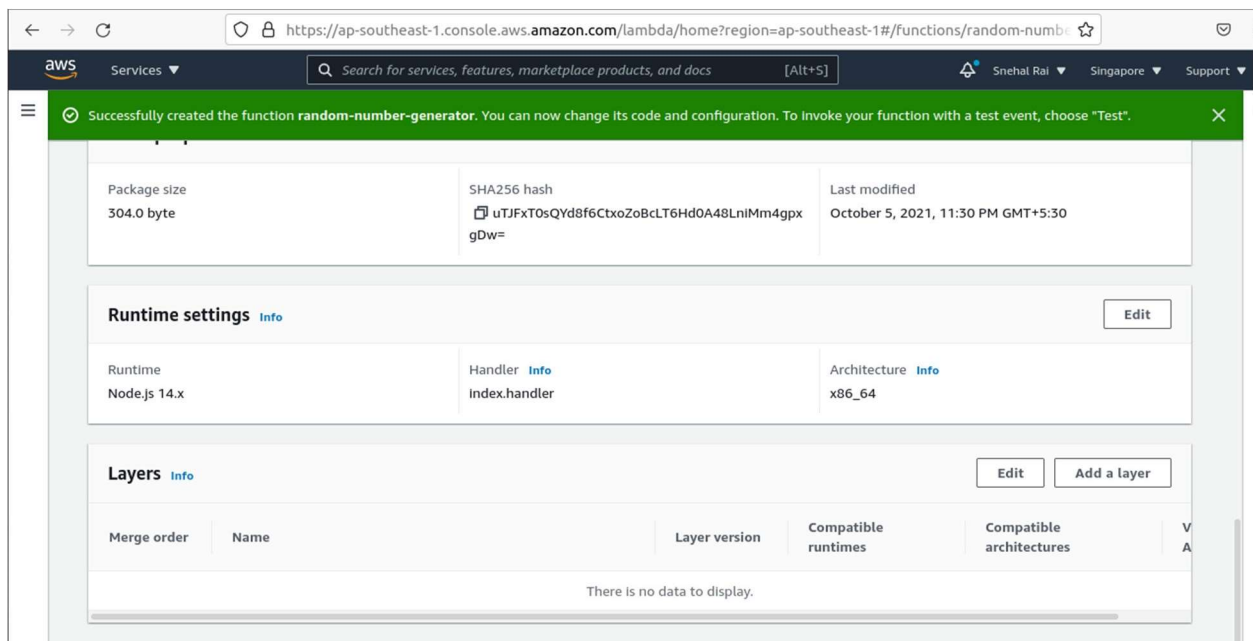 https://ap-southeast-1.console.aws.amazon.com/lambda/home?region=ap-southeast-1#/functions/random-numbe
aws
Services ▼
Search for services, features, marketplace products, and docs
[Alt+S]
Snehal Rai ▼
Singapore ▼
Support ▼
Successfully created the function random-number-generator. You can now change its code and configuration. To invoke your function with a test event, choose "Test".
Package size
304.0 byte
SHA256 hash
uTJFxT0sQYd8f6CtxoZoBcLT6Hd0A48LniMm4gpx
gDw=
Last modified
October 5, 2021, 11:30 PM GMT+5:30
Runtime settings Info
Edit
Runtime
Node.js 14.x
Handler Info
index.handler
Architecture Info
x86_64
Layers Info
Edit
Add a layer
Merge order
Name
Layer version
Compatible
runtimes
Compatible
architectures
V
A
There is no data to display.